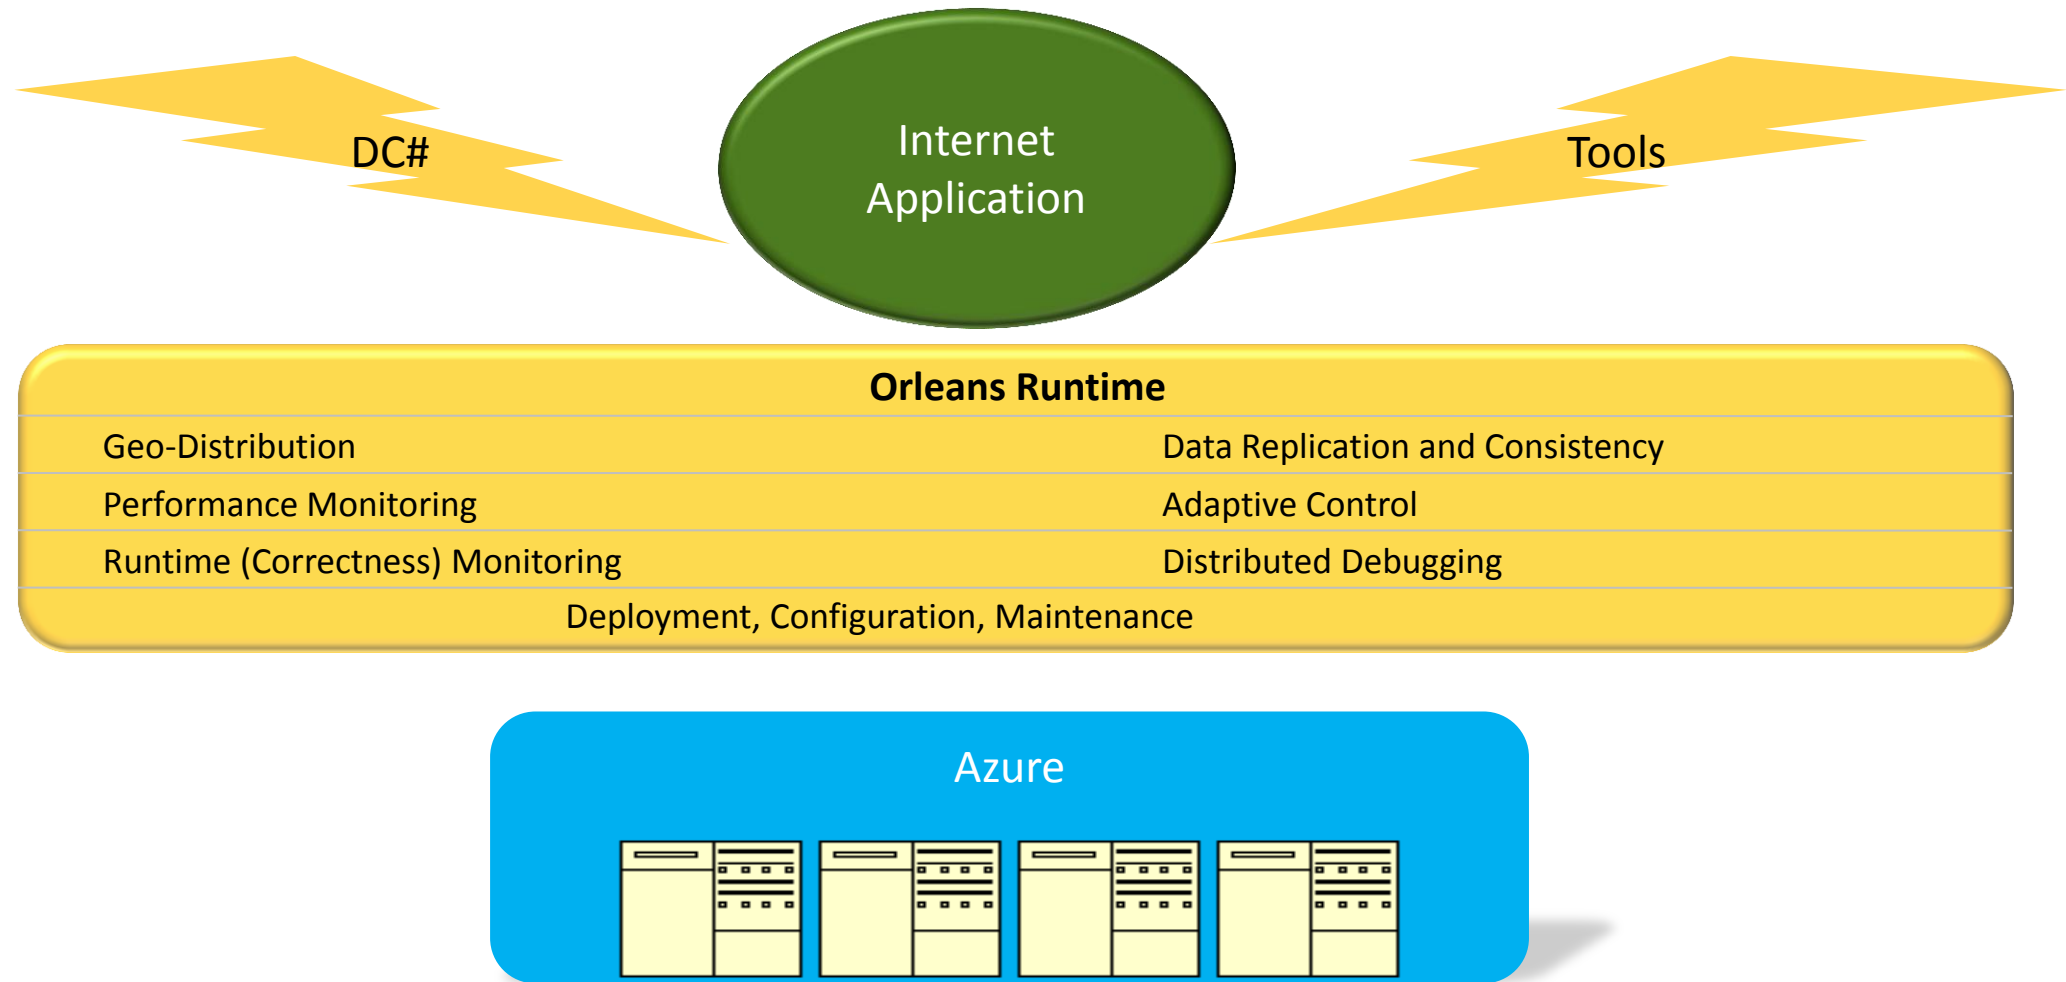 DC#
Internet
Application
Tools
Orleans Runtime
Geo-Distribution
Data Replication and Consistency
Performance Monitoring
Adaptive Control
Runtime (Correctness) Monitoring
Distributed Debugging
Deployment, Configuration, Maintenance
Azure